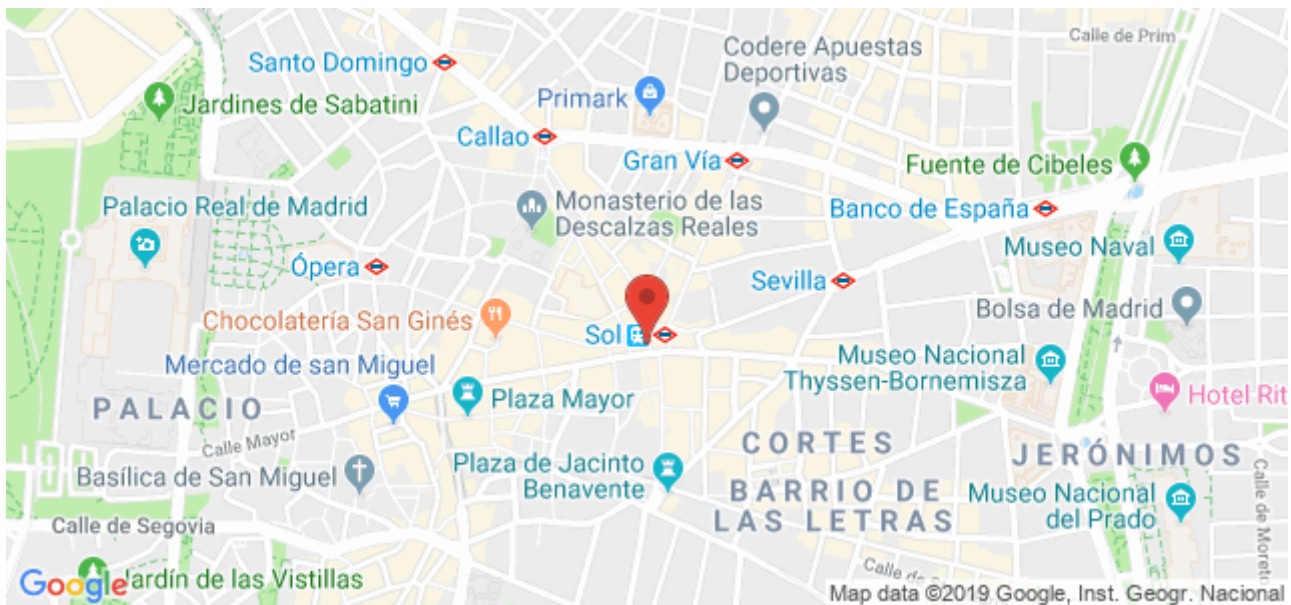 Calle de Prim
Codere Apuestas
Deportivas
Santo Domingo
Primark
Jardines de Sabatini
Callao
Gran Vía
Fuente de Cibeles
Monasterio de las
Descalzas Reales
Palacio Real de Madrid
Banco de España
Museo Naval
Ópera
Sevilla
Bolsa de Madrid
Chocolatería San Ginés
Sol
Mercado de san Miguel
Museo Nacional
Thyssen-Bornemisza
Plaza Mayor
Hotel Rit
PALACIO
Calle Mayor
CORTES
JERÓNIMOS
Plaza de Jacinto
Benavente
Basílica de San Miguel
BARRIO DE
LAS LETRAS
Museo Nacional
del Prado
Calle de Moreto
Calle de Segovia
Jardín de las Vistillas
Calle de
Google
Map data ©2019 Google, Inst. Geogr. Nacional